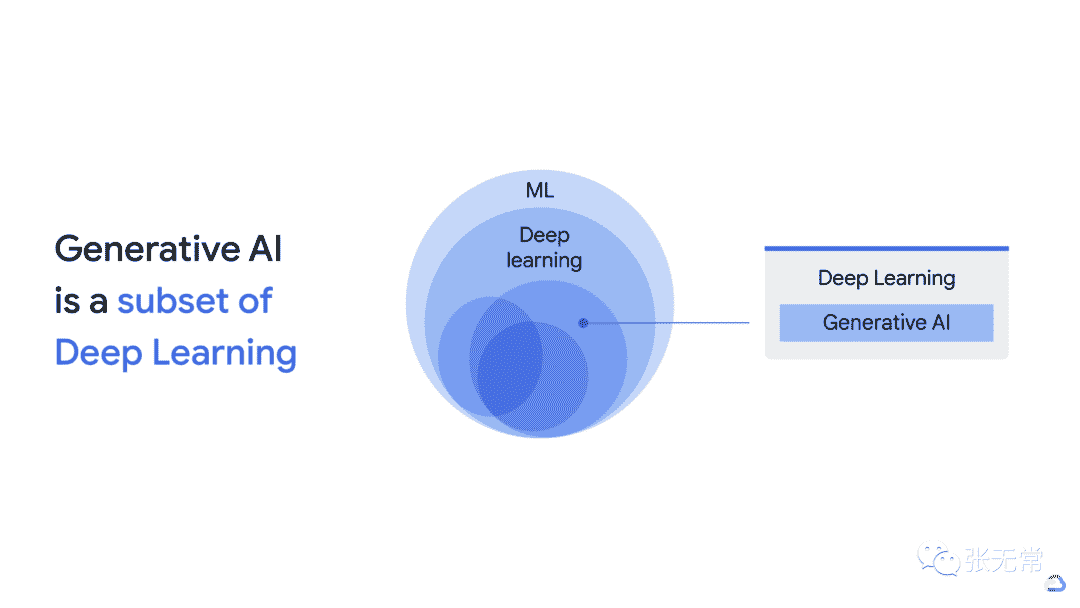 Generative AI
is a subset of
Deep Learning
ML
Deep
learning
Deep Learning
Generative AI
张无常